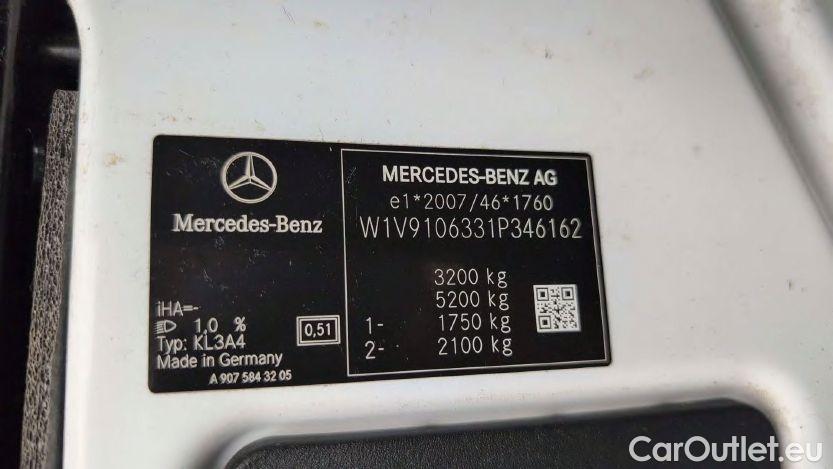 Mercedes-Benz
iHA=-
1.0 %
Typ: KL3A4
Made in Germany
0,51
A 907 584 32 05
MERCEDES-BENZ AG
e1*2007/46*1760
W1V9106331P346162
3200 kg
5200 kg
1- 1750 kg
2- 2100 kg
CarOutlet.eu